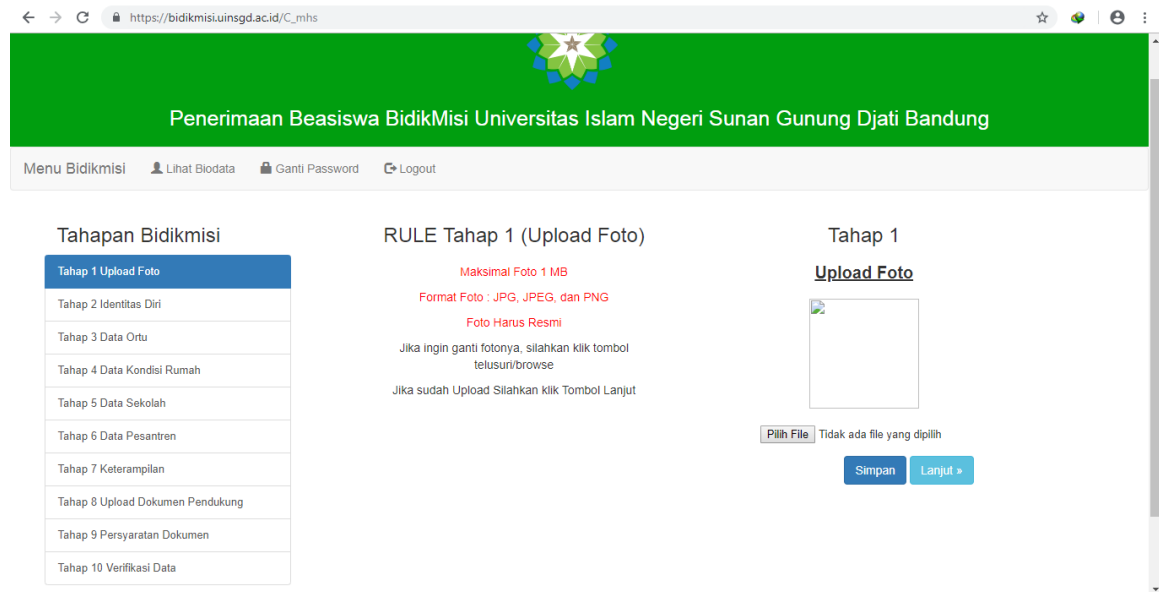 https://bidikmisi.uinsgd.ac.id/C_mhs
Penerimaan Beasiswa BidikMisi Universitas Islam Negeri Sunan Gunung Djati Bandung
Menu Bidikmisi Lihat Biodata Ganti Password Logout
Tahapan Bidikmisi
Tahap 1 Upload Foto
Tahap 2 Identitas Diri
Tahap 3 Data Ortu
Tahap 4 Data Kondisi Rumah
Tahap 5 Data Sekolah
Tahap 6 Data Pesantren
Tahap 7 Keterampilan
Tahap 8 Upload Dokumen Pendukung
Tahap 9 Persyaratan Dokumen
Tahap 10 Verifikasi Data
RULE Tahap 1 (Upload Foto)
Maksimal Foto 1 MB
Format Foto : JPG, JPEG, dan PNG
Foto Harus Resmi
Jika ingin ganti fotonya, silahkan klik tombol
telusuri/browse
Jika sudah Upload Silahkan klik Tombol Lanjut
Tahap 1
Upload Foto
Pilih File Tidak ada file yang dipilih
Simpan Lanjut »